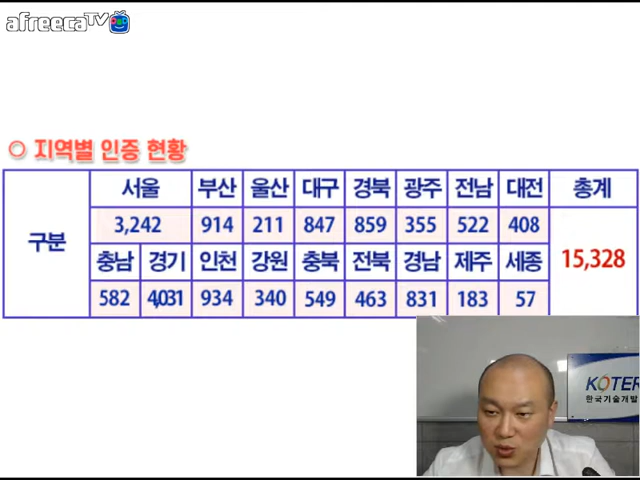 afreecaTV
○ 지역별 인증 현황
구분 서울 부산 울산 대구 경북 광주 전남 대전 총계
3,242 914 211 847 859 355 522 408 15,328
충남 경기 인천 강원 충북 전북 경남 제주 세종
582 4,031 934 340 549 463 831 183 57
KOTER
한국기술개발